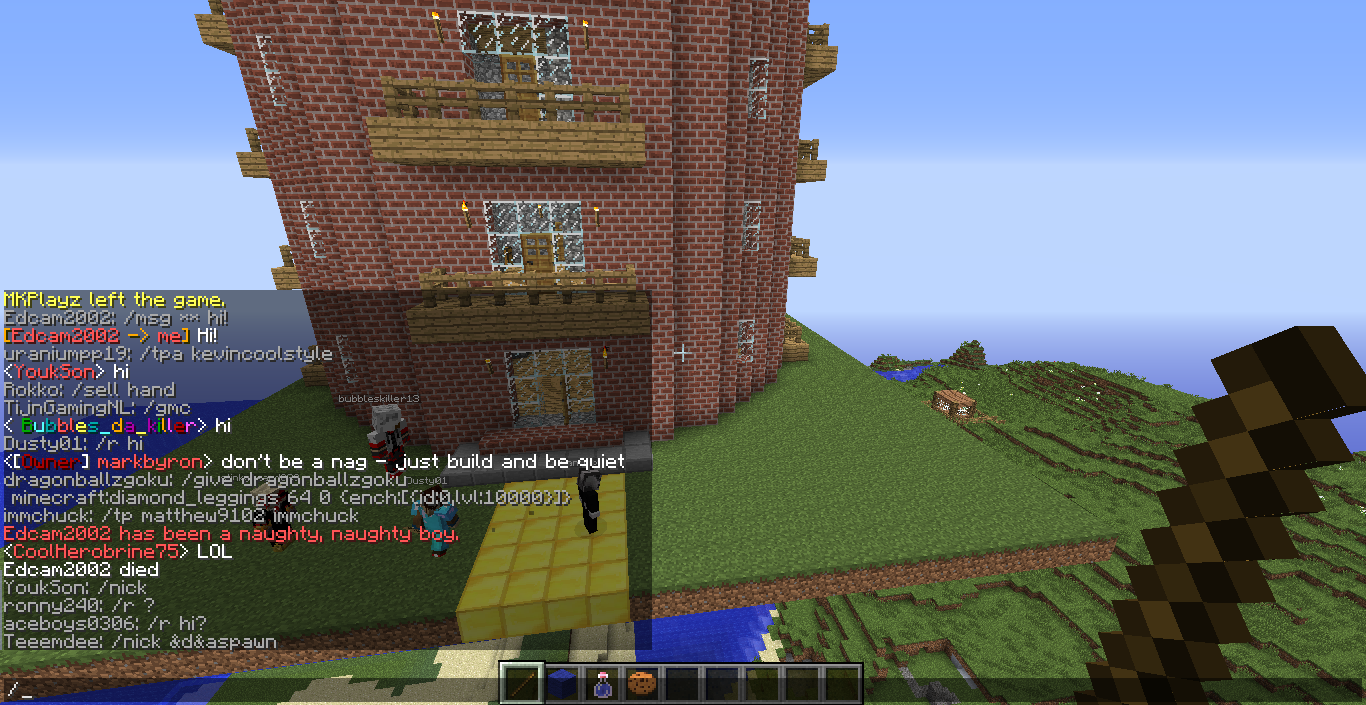 MKPlayz left the game.
Edcam2002: /msg ** hi!
[Edcam2002 -> me] Hi!
uraniumpp19: /tpa kevincoolstyle
<Youk5on> hi
Rokko: /sell hand
TijnGamingNL: /gmc
< Bubbles_da_killer> hi
Dusty01: /r hi
<[Owner] markbyron> don't be a nag - just build and be quiet
dragonballzgoku: /give dragonballzgoku
minecraft:diamond_leggings 64 0 {ench:[{id:0,lvl:10000}]}
immchuck: /tp matthew9102 immchuck
Edcam2002 has been a naughty, naughty boy.
<CoolHerobrine75> LOL
Edcam2002 died
Youk5on: /nick
ronny240: /r ?
aceboys0306: /r hi?
Teeemdee: /nick &d&aspawn
/_
bubbleskiller13
Dusty01